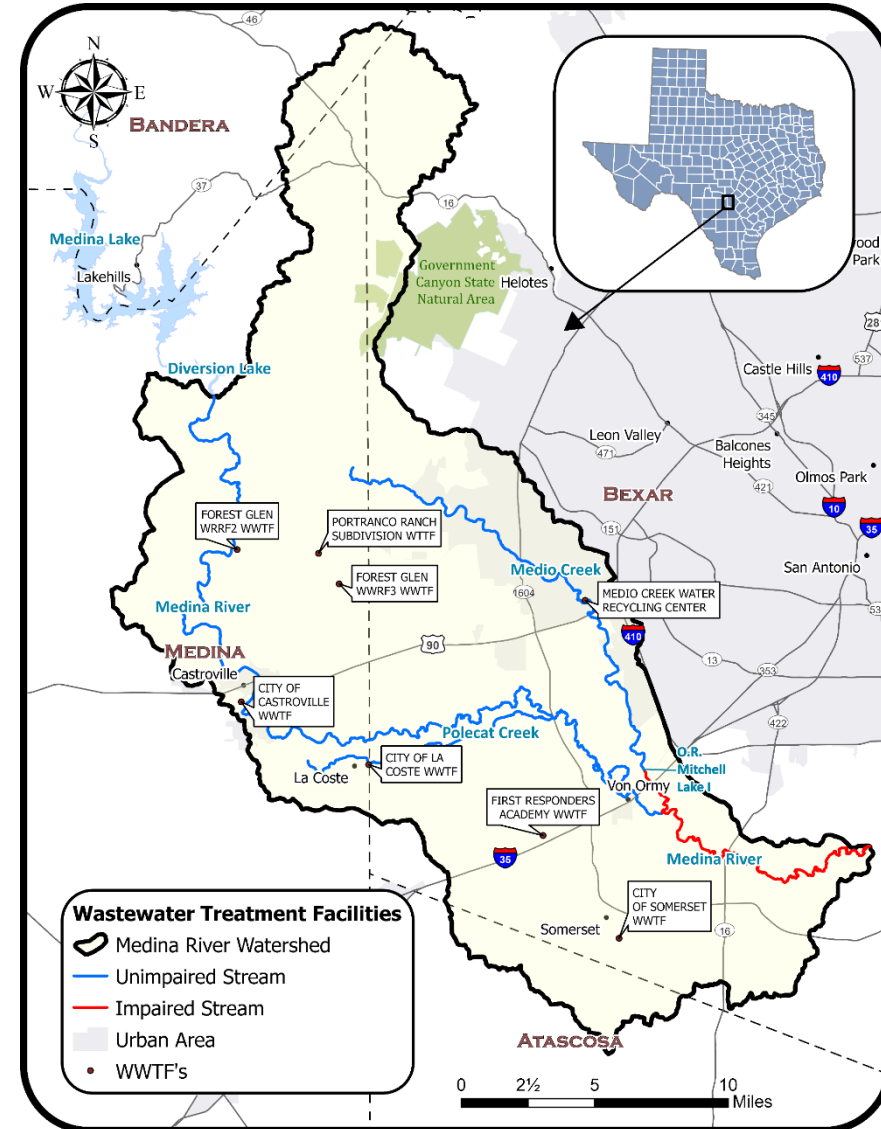 46
N
W
E
S
BANDERA
37
16
Medina Lake
Lakehills
Government
Canyon State
Natural Area
Helotes
Park
28
537
Diversion Lake
Castle Hills
410
345
Leon Valley
471
Balcones
Heights
421
Olmos Park
10
35
BEXAR
151
FOREST GLEN
WRRF2 WWTF
PORTRANCO RANCH
SUBDIVISION WTTF
FOREST GLEN
WWRF3 WWTF
Medio Creek
San Antonio
1604
MEDIO CREEK WATER
RECYCLING CENTER
53
Medina River
410
90
13
353
MEDINA
Castroville
CITY OF
CASTROVILLE
WWTF
422
Polecat Creek
CITY OF LA
COSTE WWTF
La Coste
O.R.
Mitchell
Lake I
Von Ormy
FIRST RESPONDERS
ACADEMY WWTF
35
Medina River
CITY
OF SOMERSET
WWTF
Somerset
16
ATASCOSA
Wastewater Treatment Facilities
Medina River Watershed
Unimpaired Stream
Impaired Stream
Urban Area
WWTF's
0 2½ 5 10
Miles